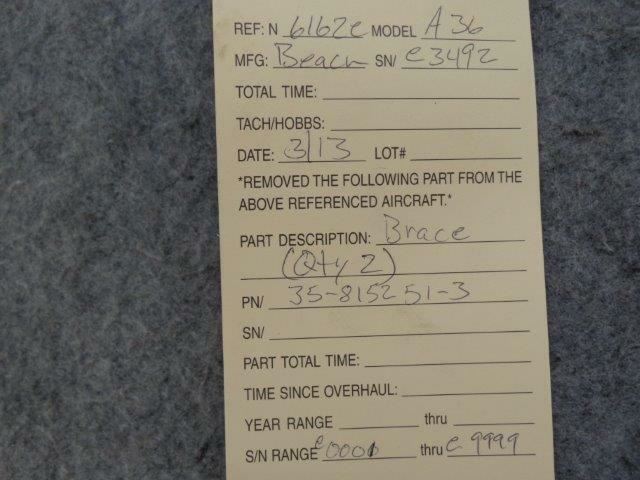 REF: N 6162e MODEL A36
MFG: Beach SN/ e3492
TOTAL TIME:
TACH/HOBBS:
DATE: 3/13 LOT#
*REMOVED THE FOLLOWING PART FROM THE
ABOVE REFERENCED AIRCRAFT.*
PART DESCRIPTION: Brace
(Qty 2)
PN/ 35-815251-3
SN/
PART TOTAL TIME:
TIME SINCE OVERHAUL:
YEAR RANGE thru
S/N RANGE e0001 thru e9999